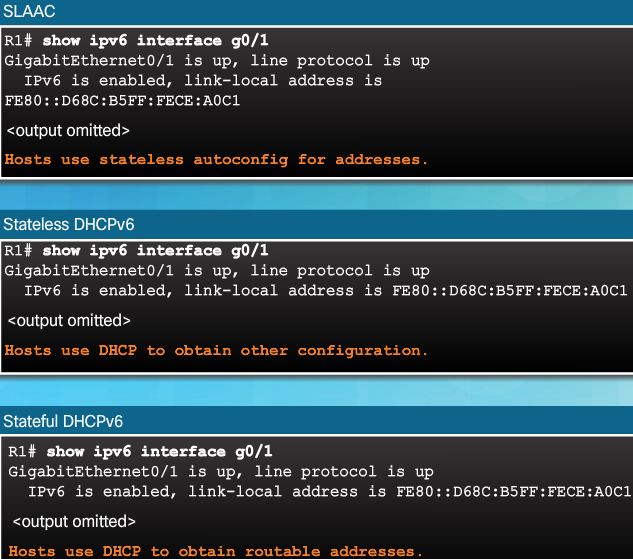 SLAAC
R1# show ipv6 interface g0/1
GigabitEthernet0/1 is up, line protocol is up
IPv6 is enabled, link-local address is
FE80::D68C:B5FF:FECE:A0C1
<output omitted>
Hosts use stateless autoconfig for addresses.
Stateless DHCPv6
R1# show ipv6 interface g0/1
GigabitEthernet0/1 is up, line protocol is up
IPv6 is enabled, link-local address is FE80::D68C:B5FF:FECE:A0C1
<output omitted>
Hosts use DHCP to obtain other configuration.
Stateful DHCPv6
R1# show ipv6 interface g0/1
GigabitEthernet0/1 is up, line protocol is up
IPv6 is enabled, link-local address is FE80::D68C:B5FF:FECE:A0C1
<output omitted>
Hosts use DHCP to obtain routable addresses.